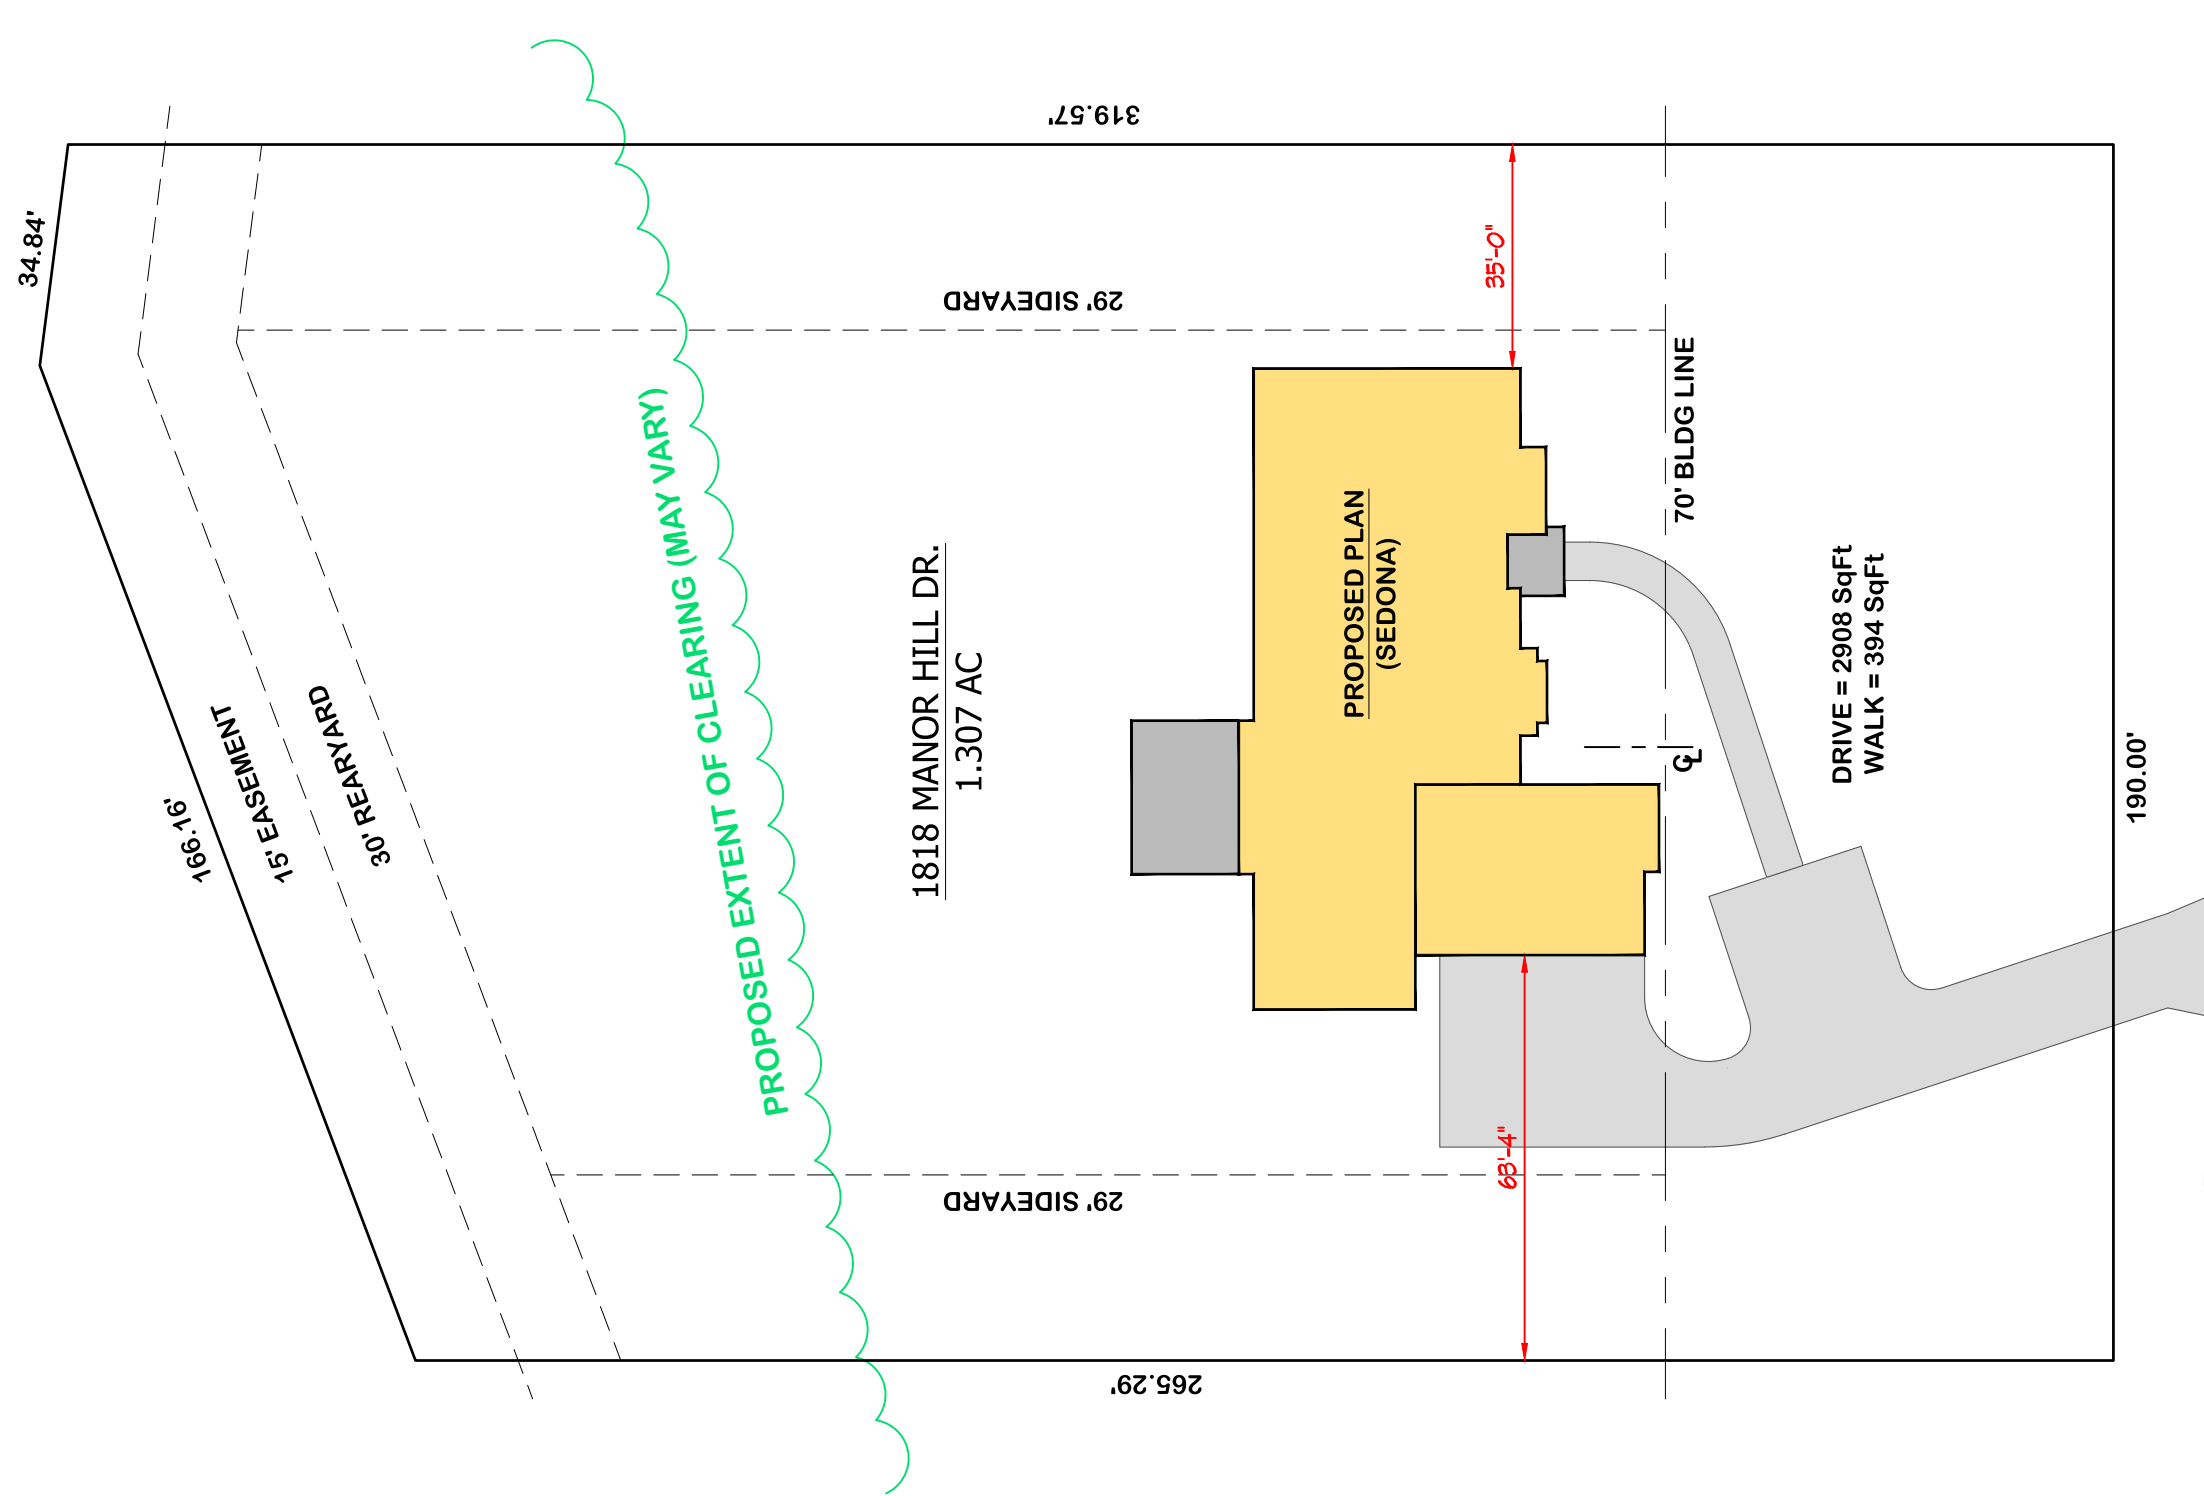 319.57'
34.84'
29' SIDEYARD
35'-0"
70' BLDG LINE
PROPOSED EXTENT OF CLEARING (MAY VARY)
166.16'
15' EASEMENT
30' REARYARD
1818 MANOR HILL DR.
1.307 AC
PROPOSED PLAN
(SEDONA)
CL
DRIVE = 2908 SqFt
WALK = 394 SqFt
190.00'
63'-4"
29' SIDEYARD
265.29'